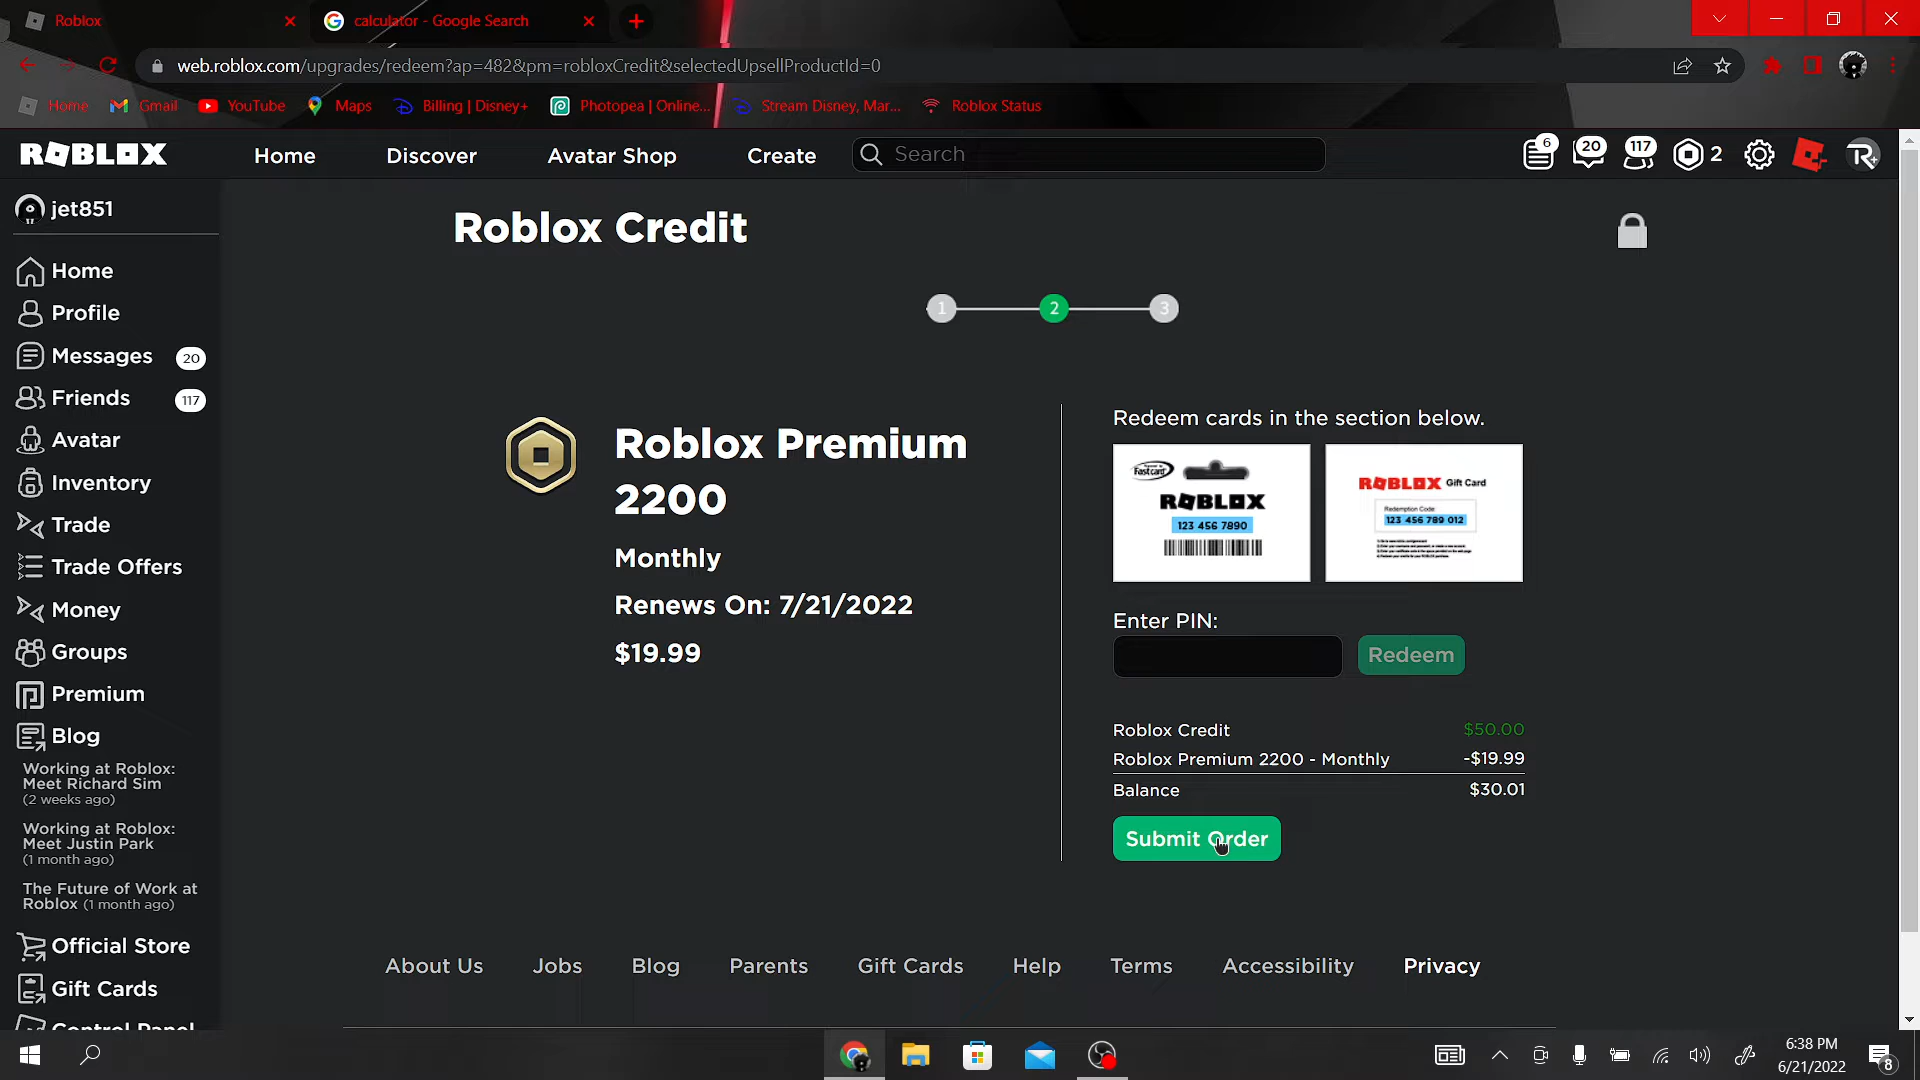 Roblox
calculator - Google Search
web.roblox.com/upgrades/redeem?ap=482&pm=robloxCredit&selectedUpsellProductId=0
Home
Gmail
YouTube
Maps
Billing | Disney+
Photopea | Online...
Stream Disney, Mar...
Roblox Status
ROBLOX
Home
Discover
Avatar Shop
Create
Search
6
20
117
2
jet851
Home
Profile
Messages 20
Friends 117
Avatar
Inventory
Trade
Trade Offers
Money
Groups
Premium
Blog
Working at Roblox:
Meet Richard Sim
(2 weeks ago)
Working at Roblox:
Meet Justin Park
(1 month ago)
The Future of Work at
Roblox (1 month ago)
Official Store
Gift Cards
Control Panel
Roblox Credit
1
2
3
Roblox Premium
2200
Monthly
Renews On: 7/21/2022
$19.99
Redeem cards in the section below.
Fastcard
ROBLOX
123 456 7890
ROBLOX Gift Card
Redemption Code:
123 456 789 012
Enter PIN:
Redeem
Roblox Credit $50.00
Roblox Premium 2200 - Monthly -$19.99
Balance $30.01
Submit Order
About Us
Jobs
Blog
Parents
Gift Cards
Help
Terms
Accessibility
Privacy
6:38 PM
6/21/2022
8